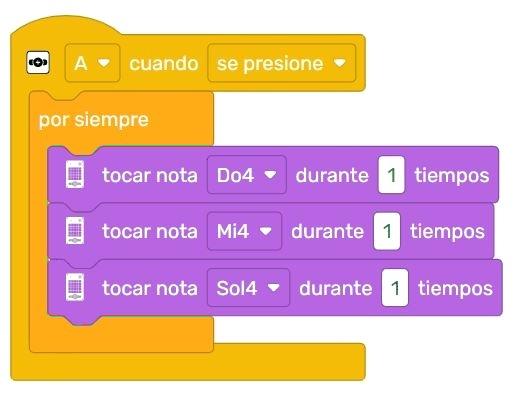 A cuando se presione
por siempre
tocar nota Do4 durante 1 tiempos
tocar nota Mi4 durante 1 tiempos
tocar nota Sol4 durante 1 tiempos